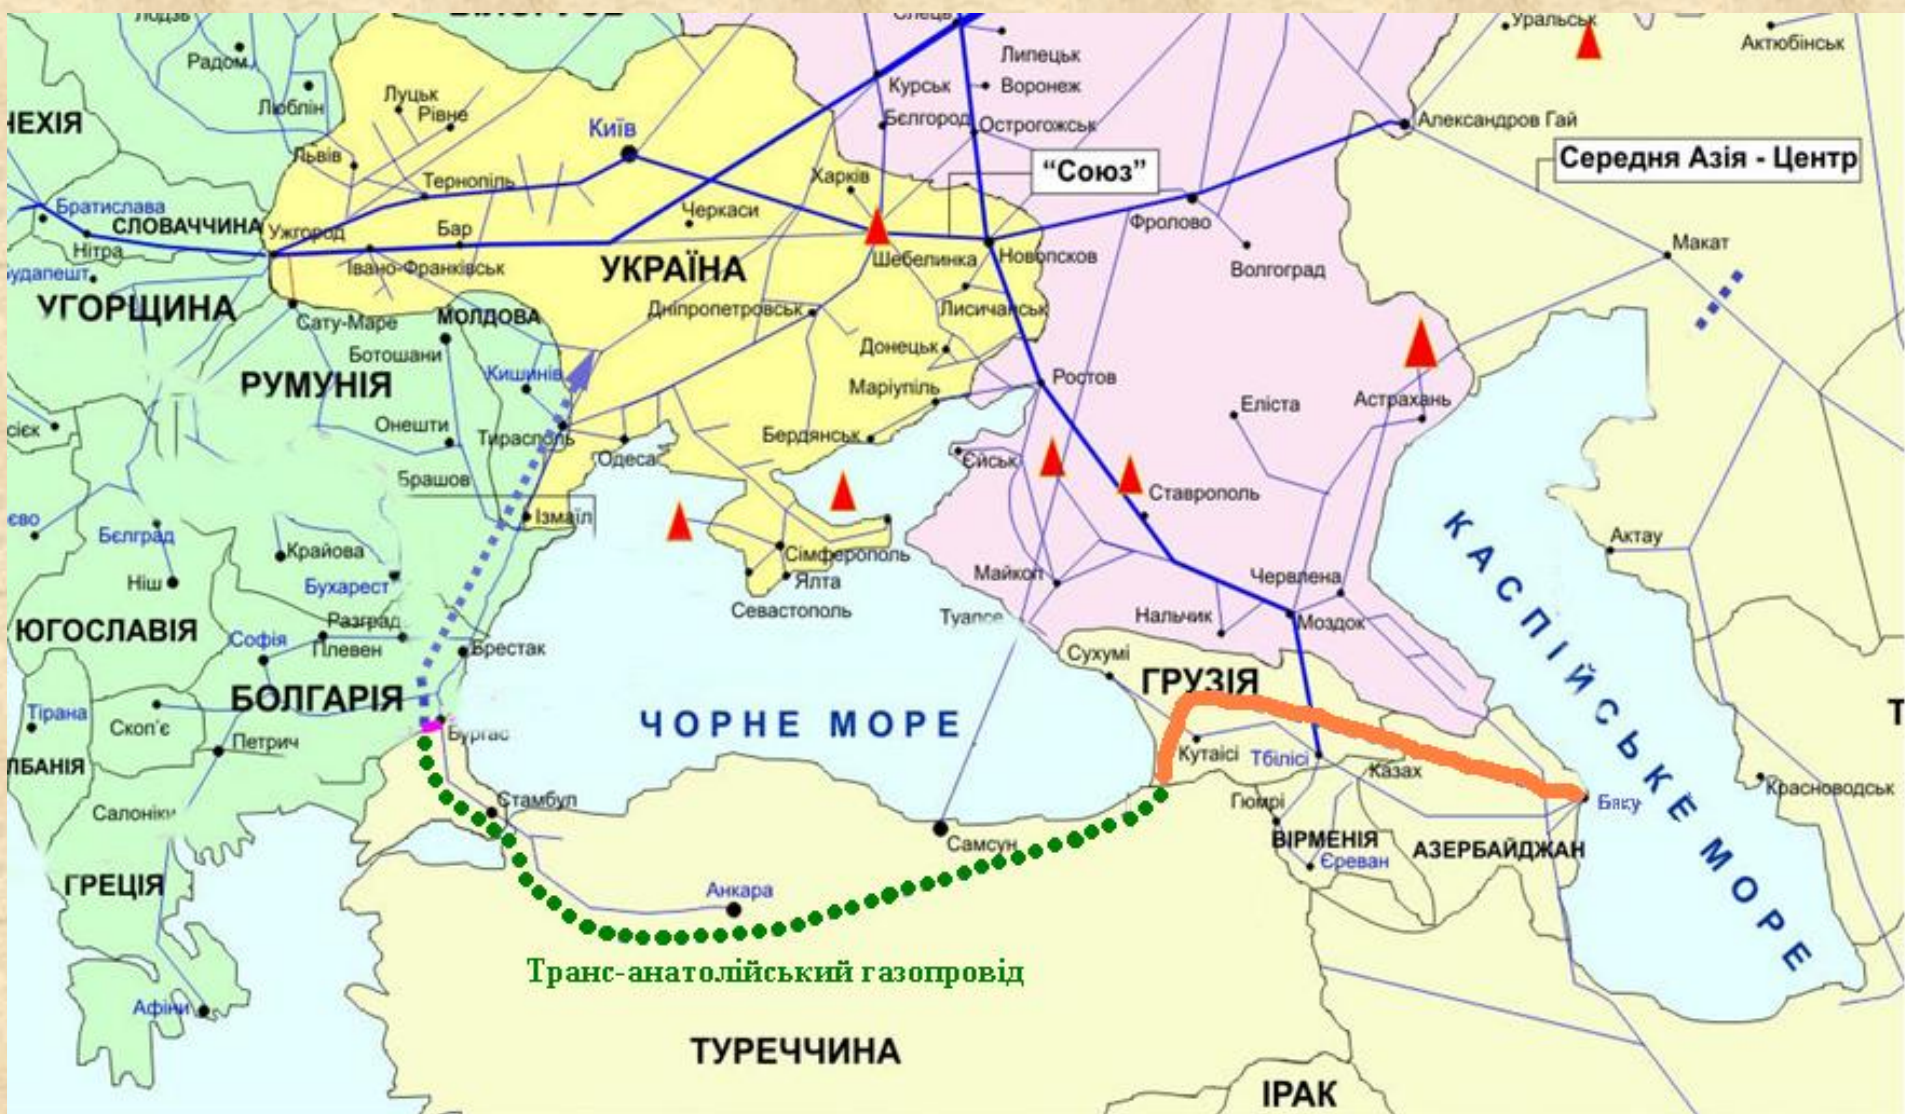 Лодзь
Липецьк
Уральськ
Актюбінськ
Радом
Курськ
Воронеж
Люблін
Луцьк
Рівне
Київ
Бєлгород
Острогожськ
Александров Гай
Львів
“Союз”
Середня Азія - Центр
Тернопіль
Харків
Братислава
СЛОВАЧЧИНА
Ужгород
Бар
Черкаси
Фролово
Нітра
Івано-Франківськ
УКРАЇНА
Шебелинка
Новопсков
Волгоград
Макат
УГОРЩИНА
Сату-Маре
МОЛДОВА
Дніпропетровськ
Лисичанськ
Ботошани
Донецьк
РУМУНІЯ
Кишинів
Маріупіль
Ростов
Астрахань
Еліста
Онешти
Тирасполь
Бердянськ
Одеса
Єйськ
Брашов
Ставрополь
Ізмаїл
Бєлград
Крайова
Сімферополь
Актау
Ніш
Бухарест
Ялта
Майкоп
Червлена
Севастополь
Туапсе
Нальчик
Моздок
ЮГОСЛАВІЯ
Разград
Софія
Плевен
Брестак
Сухумі
ГРУЗІЯ
КАСПІЙСЬКЕ МОРЕ
БОЛГАРІЯ
Тірана
Скоп'є
ЧОРНЕ МОРЕ
Петрич
Бургас
Кутаісі
Тбілісі
Казах
Красноводськ
Салоніки
Стамбул
Гюмрі
Баку
Самсун
ВІРМЕНІЯ
АЗЕРБАЙДЖАН
Єреван
ГРЕЦІЯ
Анкара
Транс-анатолійський газопровід
Афіни
ТУРЕЧЧИНА
ІРАК